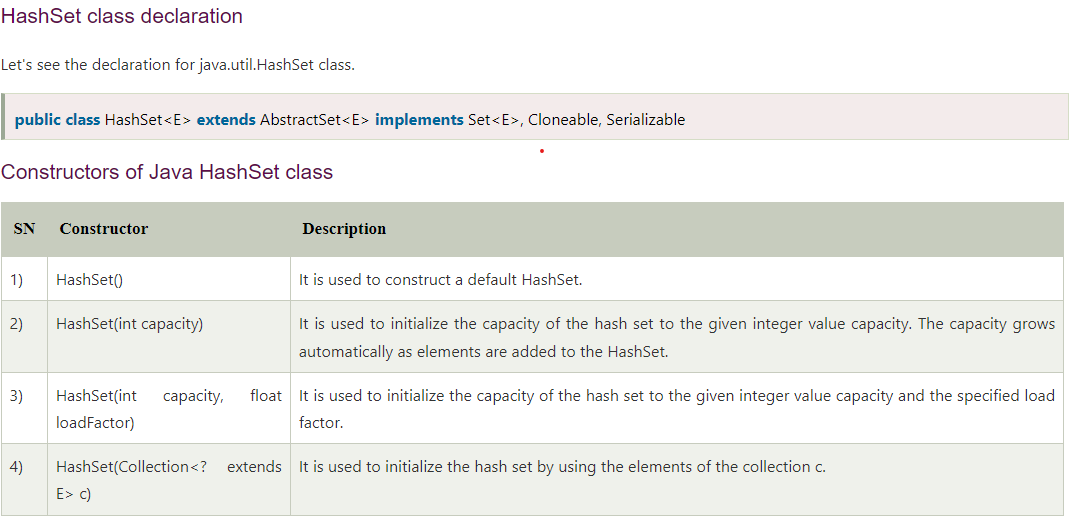 HashSet class declaration
Let's see the declaration for java.util.HashSet class.
public class HashSet<E> extends AbstractSet<E> implements Set<E>, Cloneable, Serializable
Constructors of Java HashSet class
SN Constructor Description
1) HashSet() It is used to construct a default HashSet.
2) HashSet(int capacity) It is used to initialize the capacity of the hash set to the given integer value capacity. The capacity grows
automatically as elements are added to the HashSet.
3) HashSet(int capacity, float It is used to initialize the capacity of the hash set to the given integer value capacity and the specified load
loadFactor) factor.
4) HashSet(Collection<? extends It is used to initialize the hash set by using the elements of the collection c.
E> c)